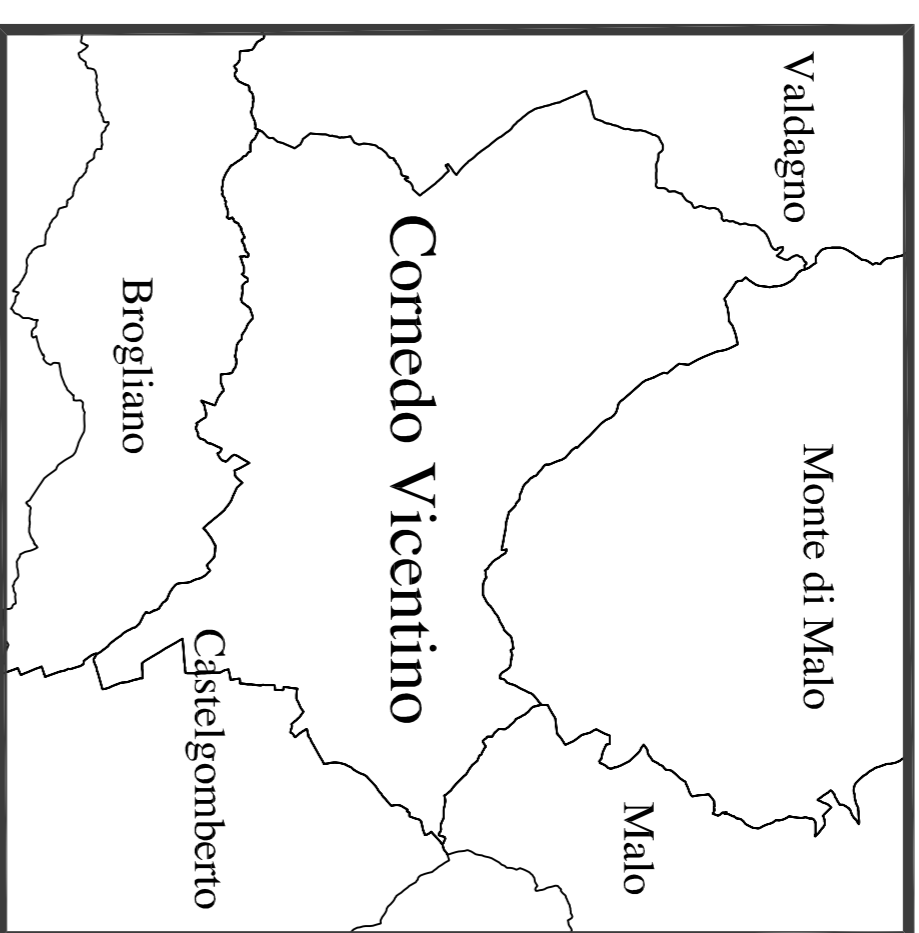 Valdagno
Monte di Malo
Malo
Cornedo Vicentino
Castelgomberto
Brogliano